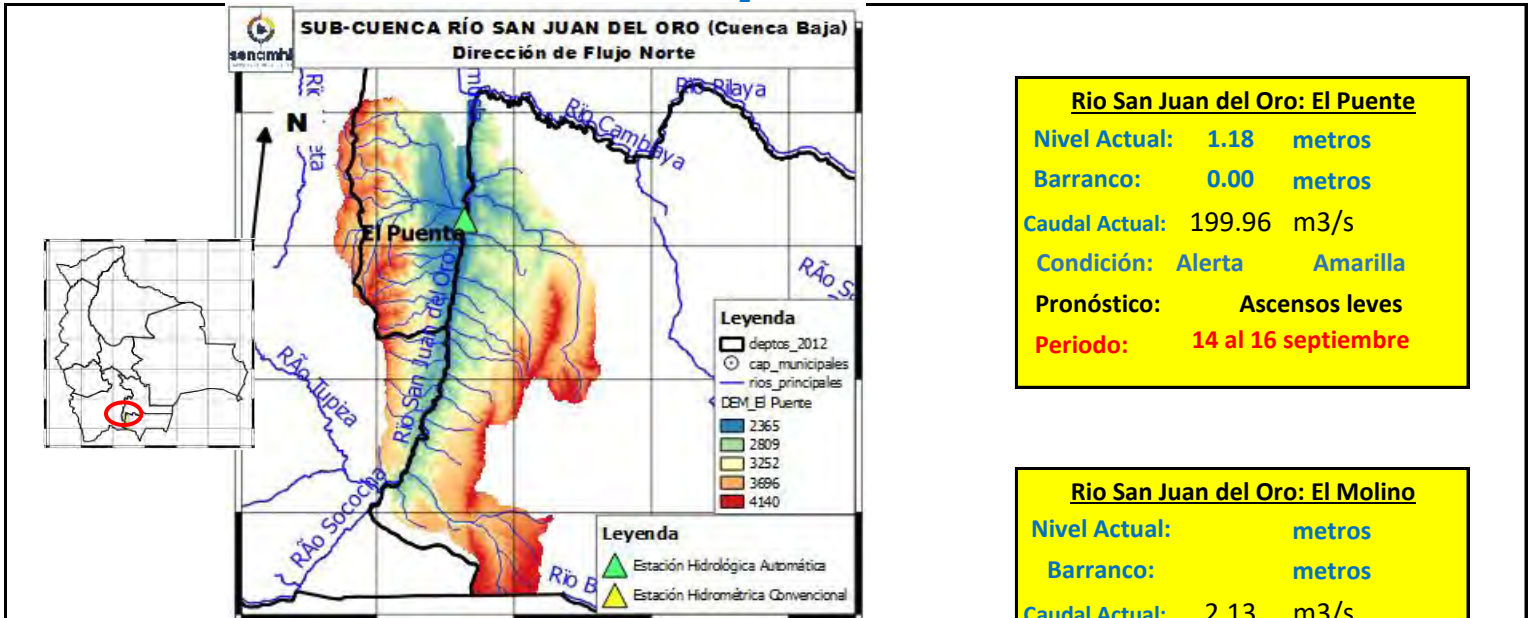 SUB-CUENCA RÍO SAN JUAN DEL ORO (Cuenca Baja)
Dirección de Flujo Norte
senamhi
N
Río Pilaya
Río Cambaya
El Puente
Río San Juan del Oro
RÃo Tupiza
RÃo Sococha
RÃo S
Río B
Leyenda
deptos_2012
cap_municipales
rios_principales
DEM_El Puente
2365
2809
3252
3696
4140
Leyenda
Estación Hidrológica Automática
Estación Hidrométrica Convencional
Rio San Juan del Oro: El Puente
Nivel Actual: 1.18 metros
Barranco: 0.00 metros
Caudal Actual: 199.96 m3/s
Condición: Alerta Amarilla
Pronóstico: Ascensos leves
Periodo: 14 al 16 septiembre
Rio San Juan del Oro: El Molino
Nivel Actual: metros
Barranco: metros
Caudal Actual: 2.13 m3/s